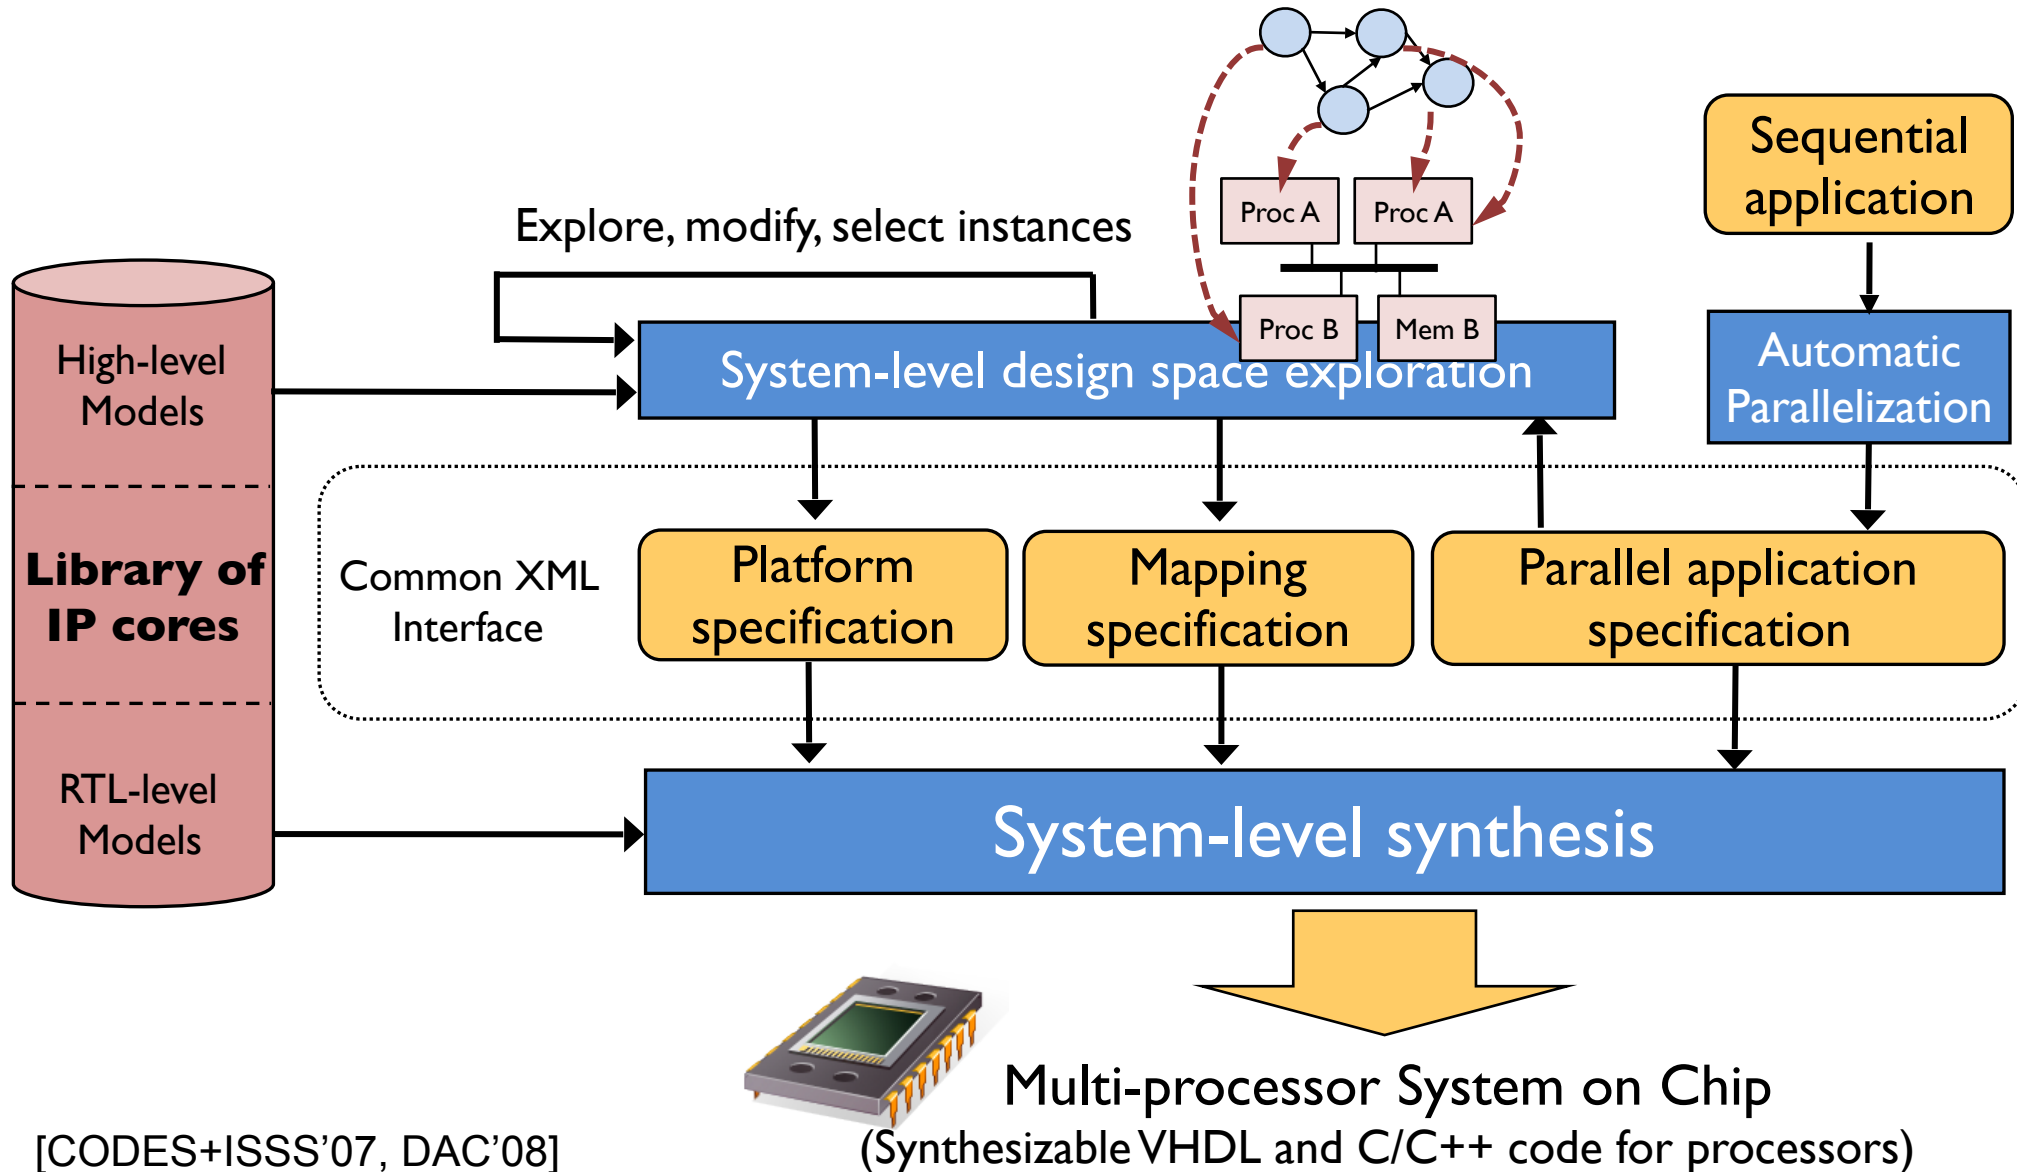 Sequential
application
Proc A
Proc A
Explore, modify, select instances
Proc B
Mem B
High-level
Models
System-level design space exploration
Automatic
Parallelization
Library of
IP cores
Common XML
Interface
Platform
specification
Mapping
specification
Parallel application
specification
RTL-level
Models
System-level synthesis
Multi-processor System on Chip
(Synthesizable VHDL and C/C++ code for processors)
[CODES+ISSS’07, DAC’08]